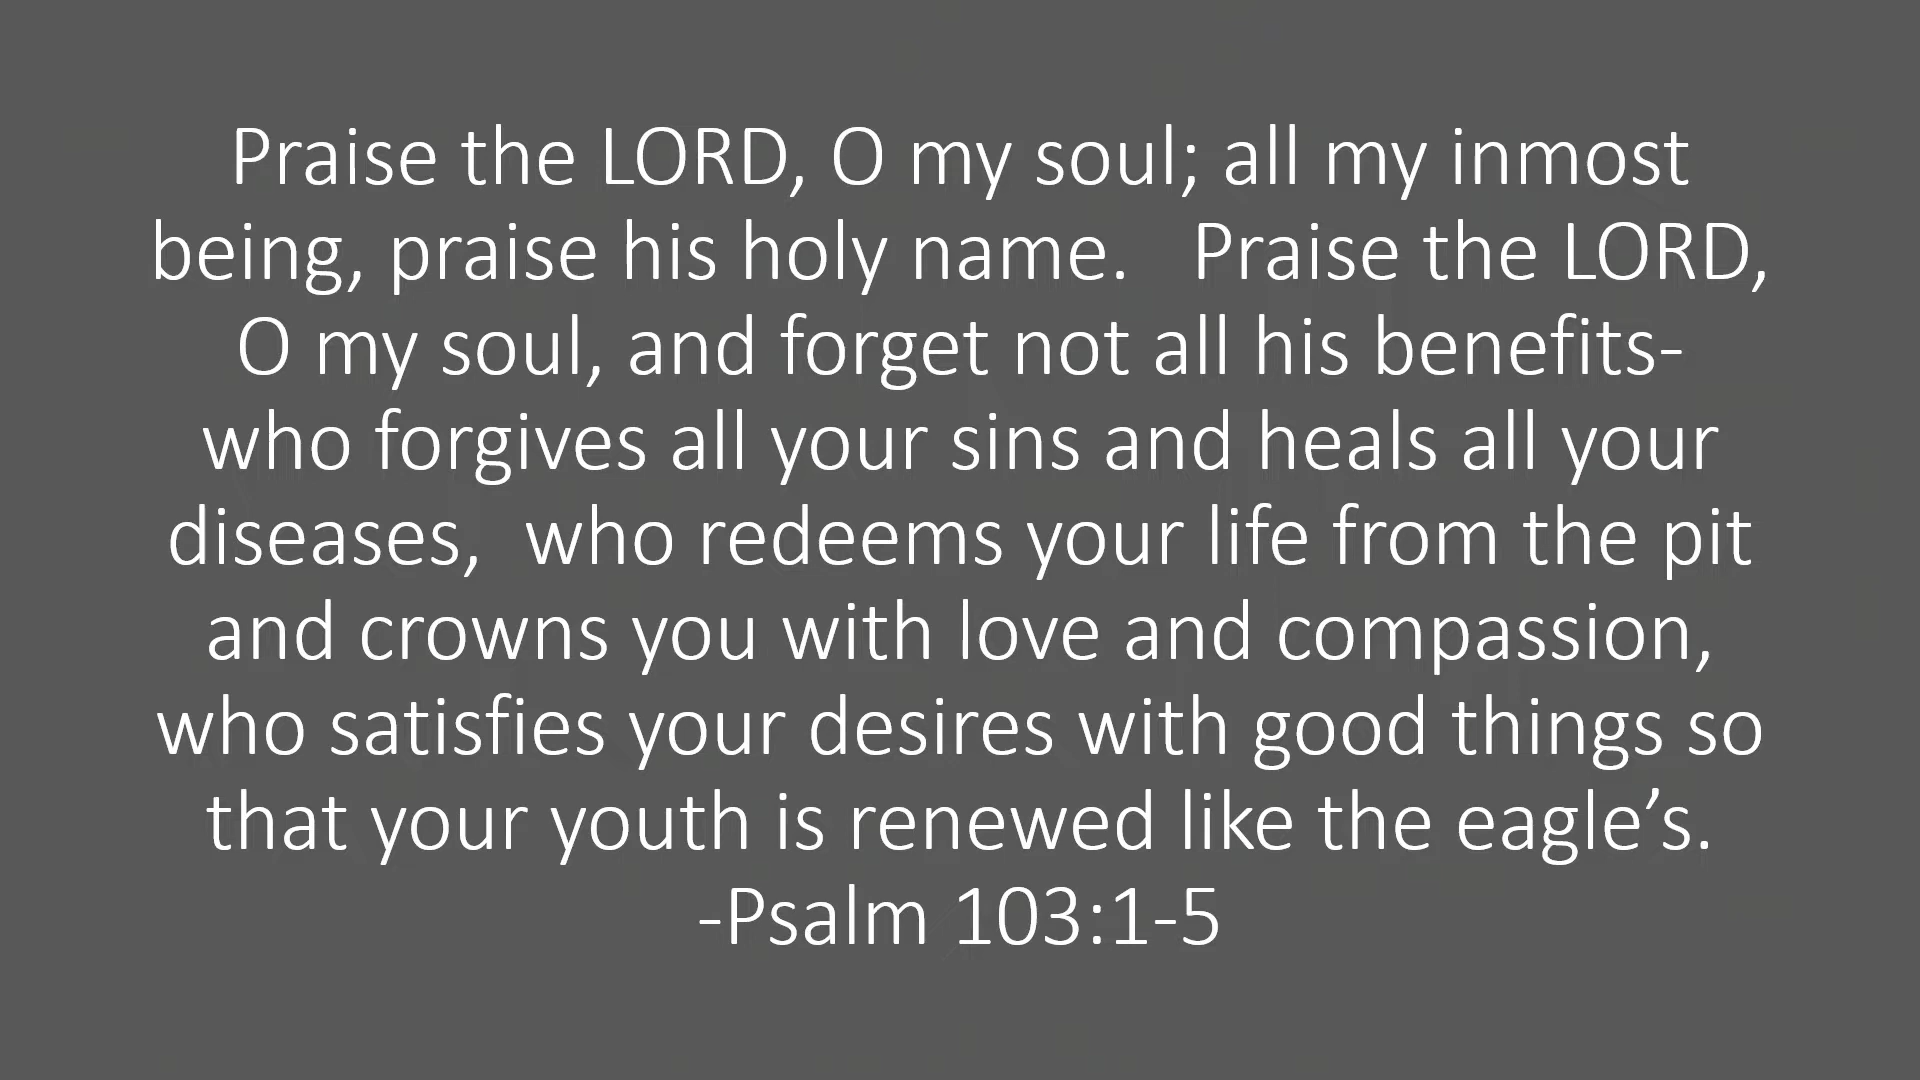 Praise the LORD, O my soul; all my inmost
being, praise his holy name.   Praise the LORD,
O my soul, and forget not all his benefits-
who forgives all your sins and heals all your
diseases,  who redeems your life from the pit
and crowns you with love and compassion,
who satisfies your desires with good things so
that your youth is renewed like the eagle’s.
-Psalm 103:1-5